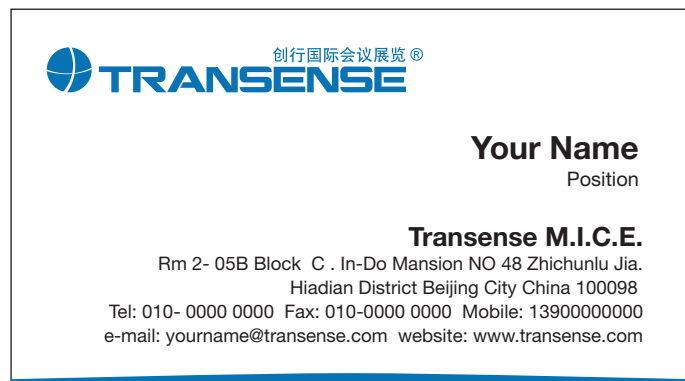 创行国际会议展览®
TRANSENSE
Your Name
Position
Transense M.I.C.E.
Rm 2- 05B Block  C . In-Do Mansion NO 48 Zhichunlu Jia.
Hiadian District Beijing City China 100098
Tel: 010- 0000 0000  Fax: 010-0000 0000  Mobile: 13900000000
e-mail: yourname@transense.com  website: www.transense.com